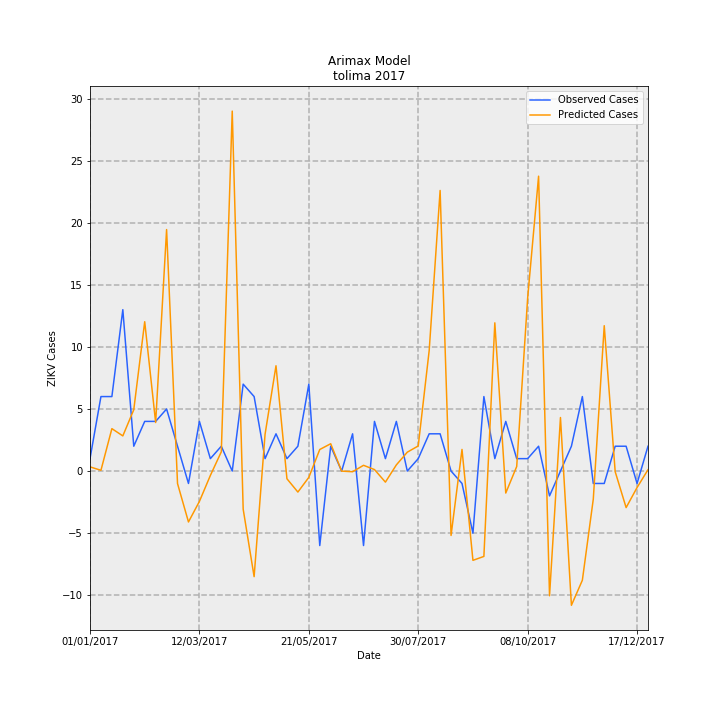 Arimax Model
tolima 2017
Observed Cases
Predicted Cases
30
25
20
15
10
5
0
−5
−10
ZIKV Cases
01/01/2017 12/03/2017 21/05/2017 30/07/2017 08/10/2017 17/12/2017
Date